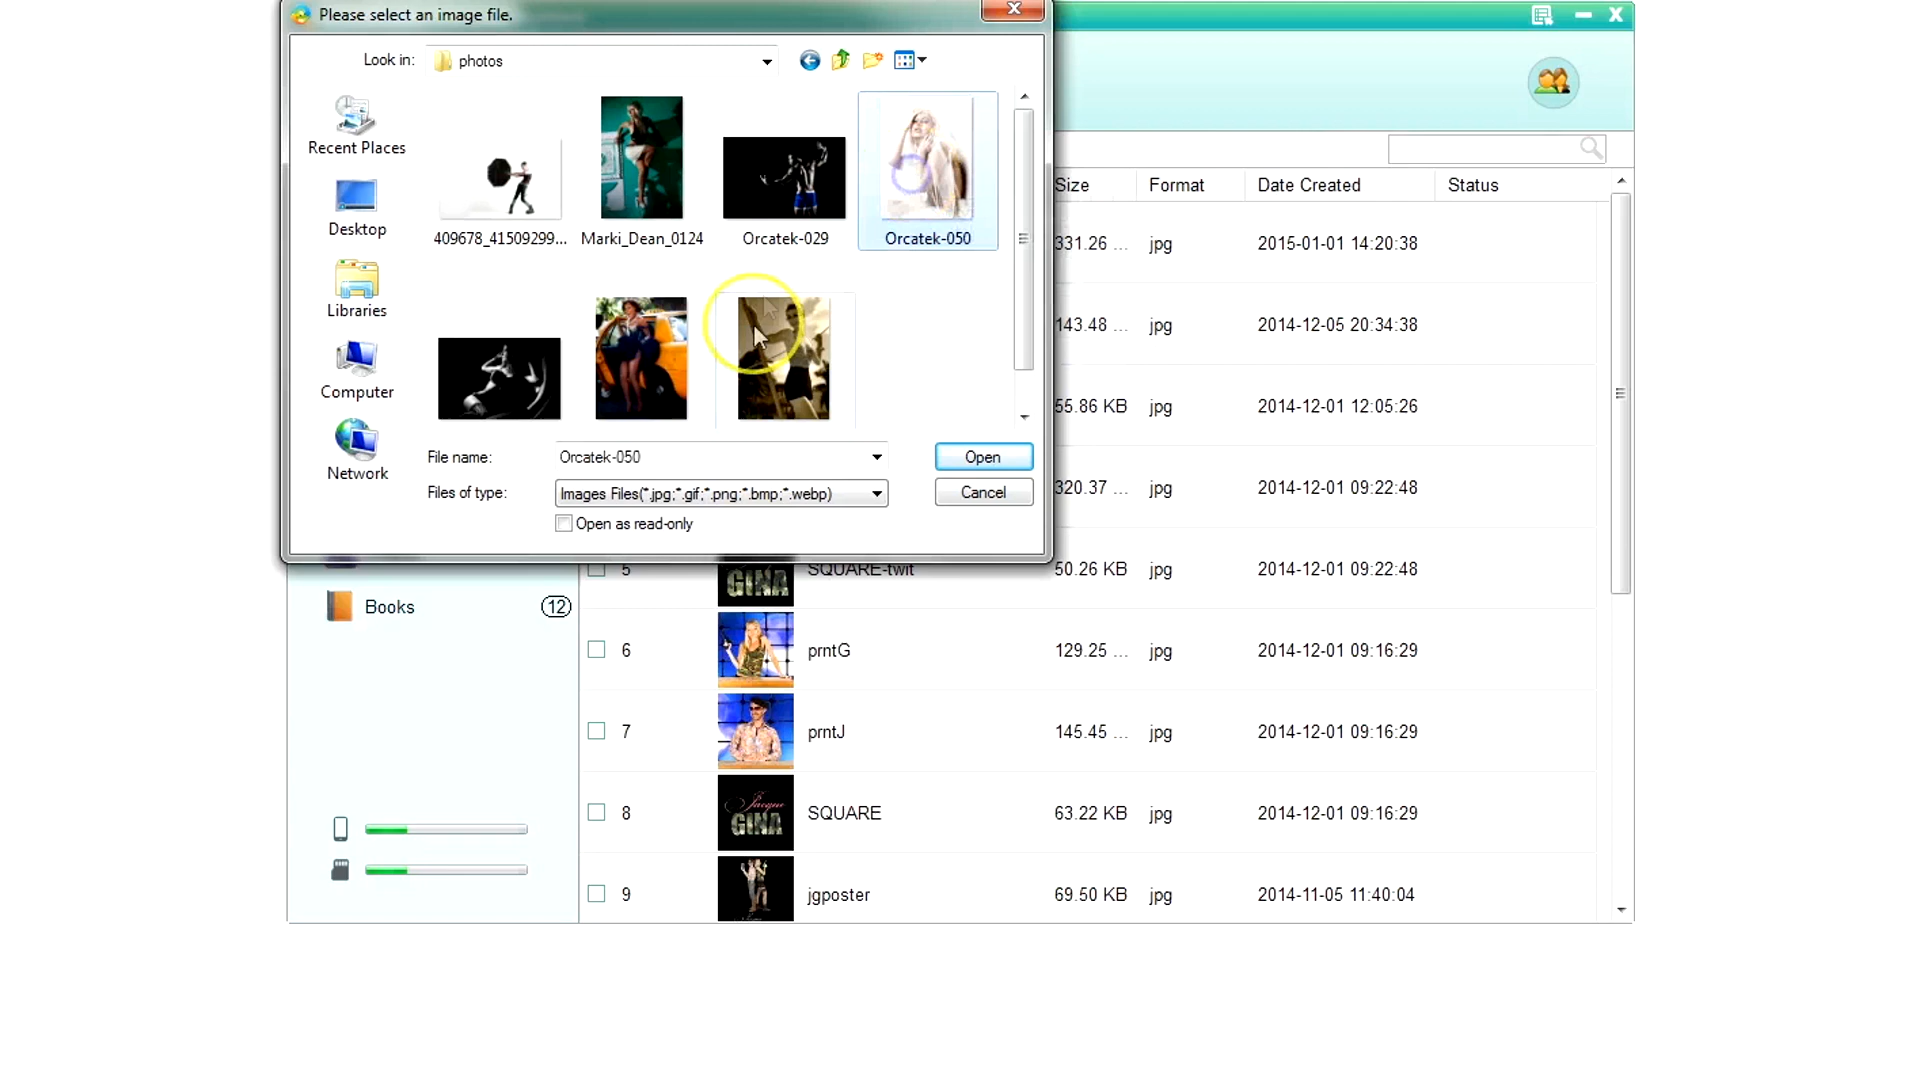 Please select an image file.
Look in: photos
Recent Places
Desktop
Libraries
Computer
Network
409678_41509299...
Marki_Dean_0124
Orcatek-029
Orcatek-050
File name: Orcatek-050
Open
Files of type: Images Files(*.jpg;*.gif;*.png;*.bmp;*.webp)
Cancel
Open as read-only
Size Format Date Created Status
331.26 ... jpg 2015-01-01 14:20:38
143.48 ... jpg 2014-12-05 20:34:38
55.86 KB jpg 2014-12-01 12:05:26
320.37 ... jpg 2014-12-01 09:22:48
5 GINA SQUARE-twit 50.26 KB jpg 2014-12-01 09:22:48
Books 12
6 prntG 129.25 ... jpg 2014-12-01 09:16:29
7 prntJ 145.45 ... jpg 2014-12-01 09:16:29
8 Jacque GINA SQUARE 63.22 KB jpg 2014-12-01 09:16:29
9 jgposter 69.50 KB jpg 2014-11-05 11:40:04